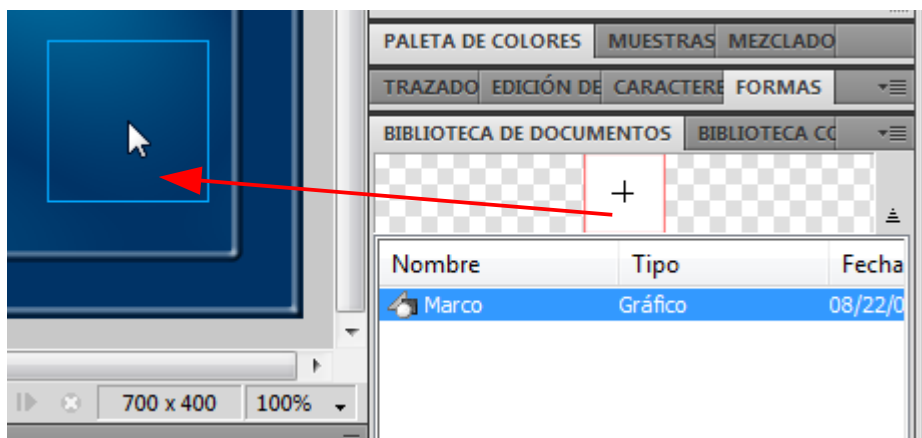 PALETA DE COLORES MUESTRAS MEZCLADO
TRAZADO EDICIÓN DE CARACTERE FORMAS
BIBLIOTECA DE DOCUMENTOS BIBLIOTECA CO
Nombre Tipo Fecha
Marco Gráfico 08/22/0
700 x 400 100%